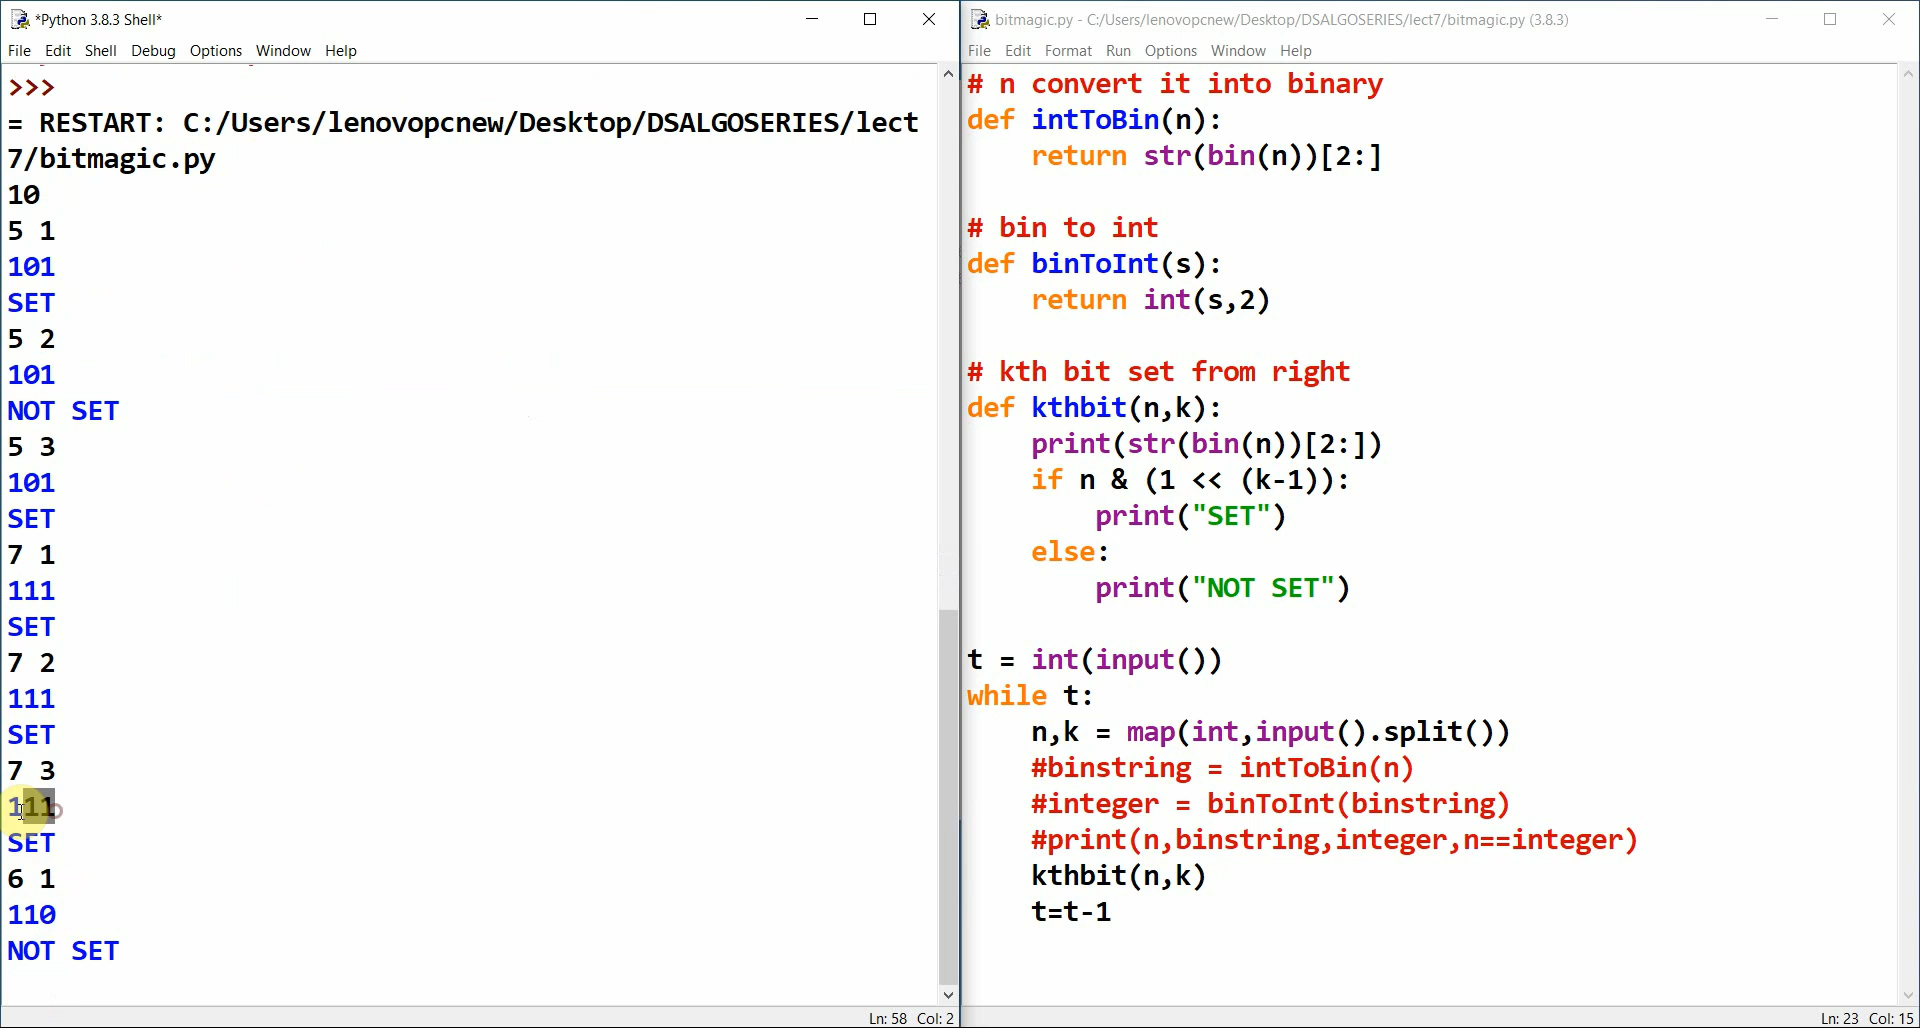 *Python 3.8.3 Shell*
File Edit Shell Debug Options Window Help
>>>
= RESTART: C:/Users/lenovopcnew/Desktop/DSALGOSERIES/lect
7/bitmagic.py
10
5 1
101
SET
5 2
101
NOT SET
5 3
101
SET
7 1
111
SET
7 2
111
SET
7 3
111
SET
6 1
110
NOT SET
Ln: 58 Col: 2
bitmagic.py - C:/Users/lenovopcnew/Desktop/DSALGOSERIES/lect7/bitmagic.py (3.8.3)
File Edit Format Run Options Window Help
# n convert it into binary
def intToBin(n):
    return str(bin(n))[2:]
# bin to int
def binToInt(s):
    return int(s,2)
# kth bit set from right
def kthbit(n,k):
    print(str(bin(n))[2:])
    if n & (1 << (k-1)):
        print("SET")
    else:
        print("NOT SET")
t = int(input())
while t:
    n,k = map(int,input().split())
    #binstring = intToBin(n)
    #integer = binToInt(binstring)
    #print(n,binstring,integer,n==integer)
    kthbit(n,k)
    t=t-1
Ln: 23 Col: 15